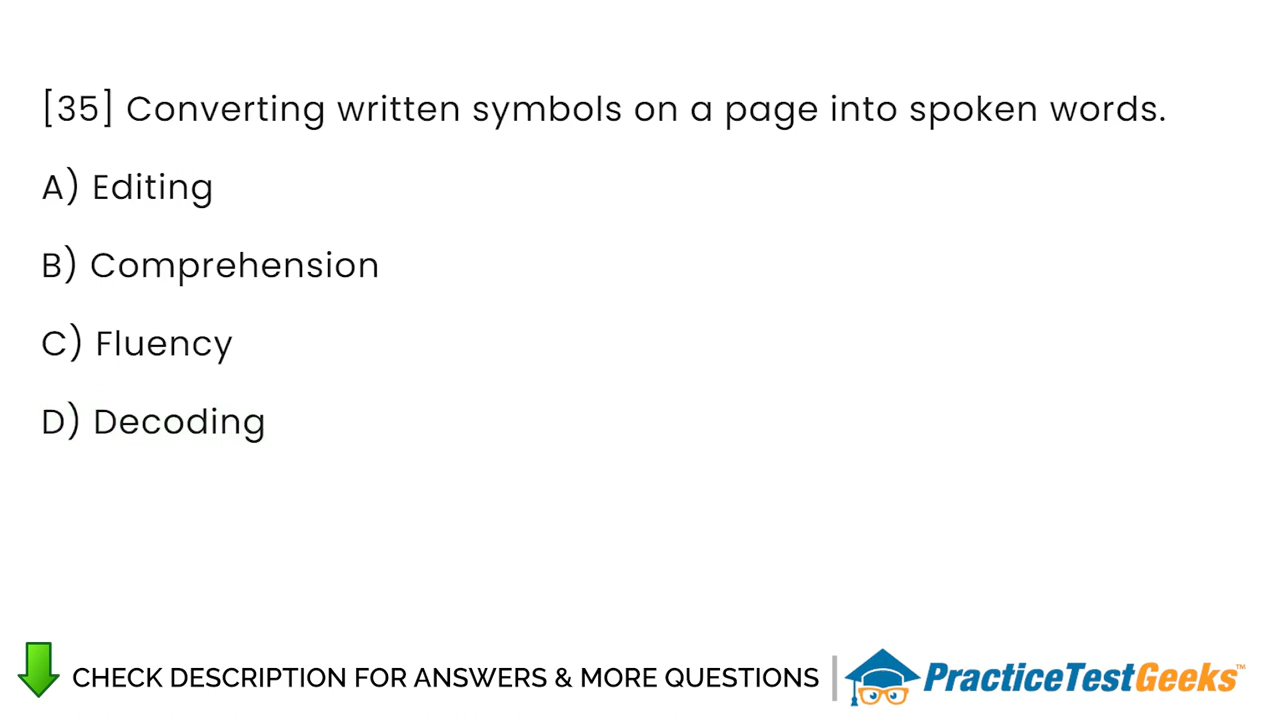 [35] Converting written symbols on a page into spoken words.
A) Editing
B) Comprehension
C) Fluency
D) Decoding
CHECK DESCRIPTION FOR ANSWERS & MORE QUESTIONS
PracticeTestGeeks™